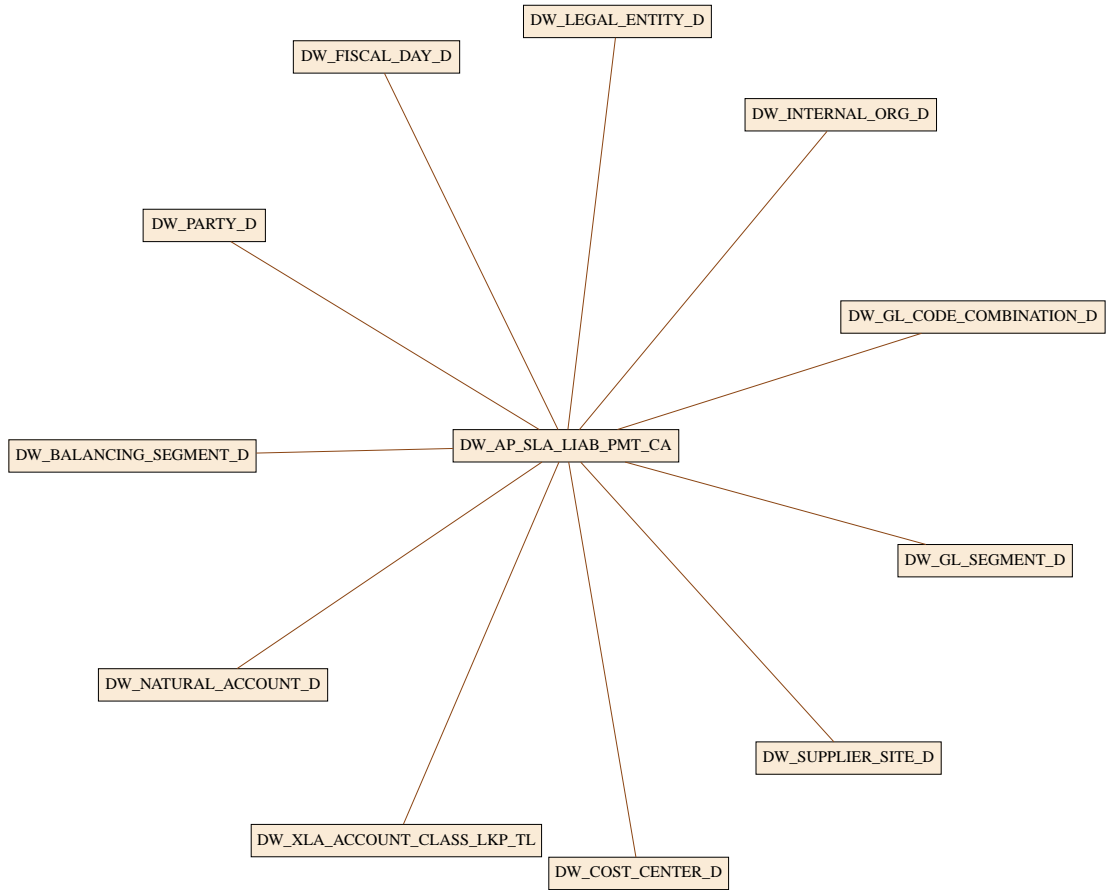 DW_LEGAL_ENTITY_D
DW_FISCAL_DAY_D
DW_INTERNAL_ORG_D
DW_PARTY_D
DW_GL_CODE_COMBINATION_D
DW_AP_SLA_LIAB_PMT_CA
DW_BALANCING_SEGMENT_D
DW_GL_SEGMENT_D
DW_NATURAL_ACCOUNT_D
DW_SUPPLIER_SITE_D
DW_XLA_ACCOUNT_CLASS_LKP_TL
DW_COST_CENTER_D